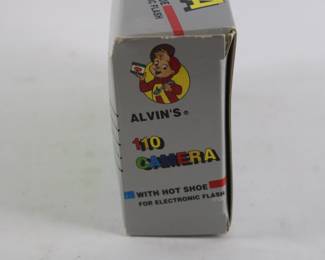 ALVIN'S®
110
CAMERA
WITH HOT SHOE
FOR ELECTRONIC FLASH